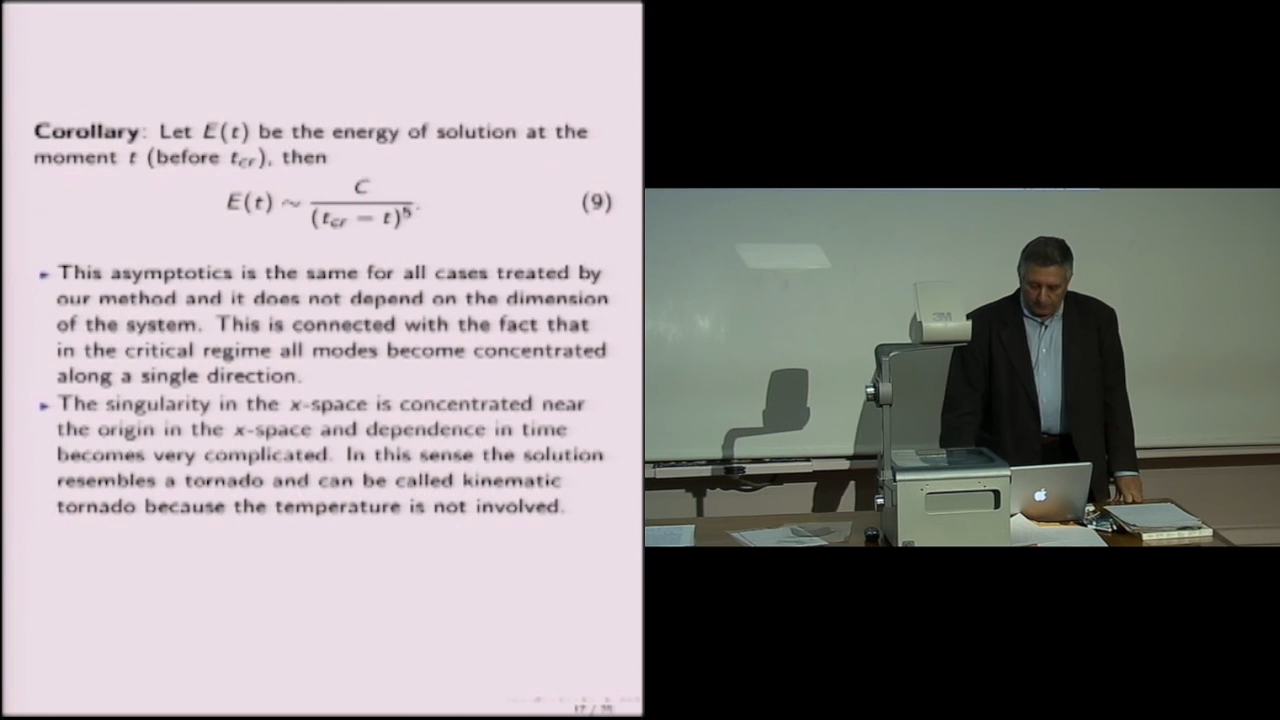 Corollary: Let E(t) be the energy of solution at the
moment t (before t_cr), then
E(t) ∼ C / (t_cr − t)^5. (9)
▸ This asymptotics is the same for all cases treated by
our method and it does not depend on the dimension
of the system. This is connected with the fact that
in the critical regime all modes become concentrated
along a single direction.
▸ The singularity in the x-space is concentrated near
the origin in the x-space and dependence in time
becomes very complicated. In this sense the solution
resembles a tornado and can be called kinematic
tornado because the temperature is not involved.
17 /
3M